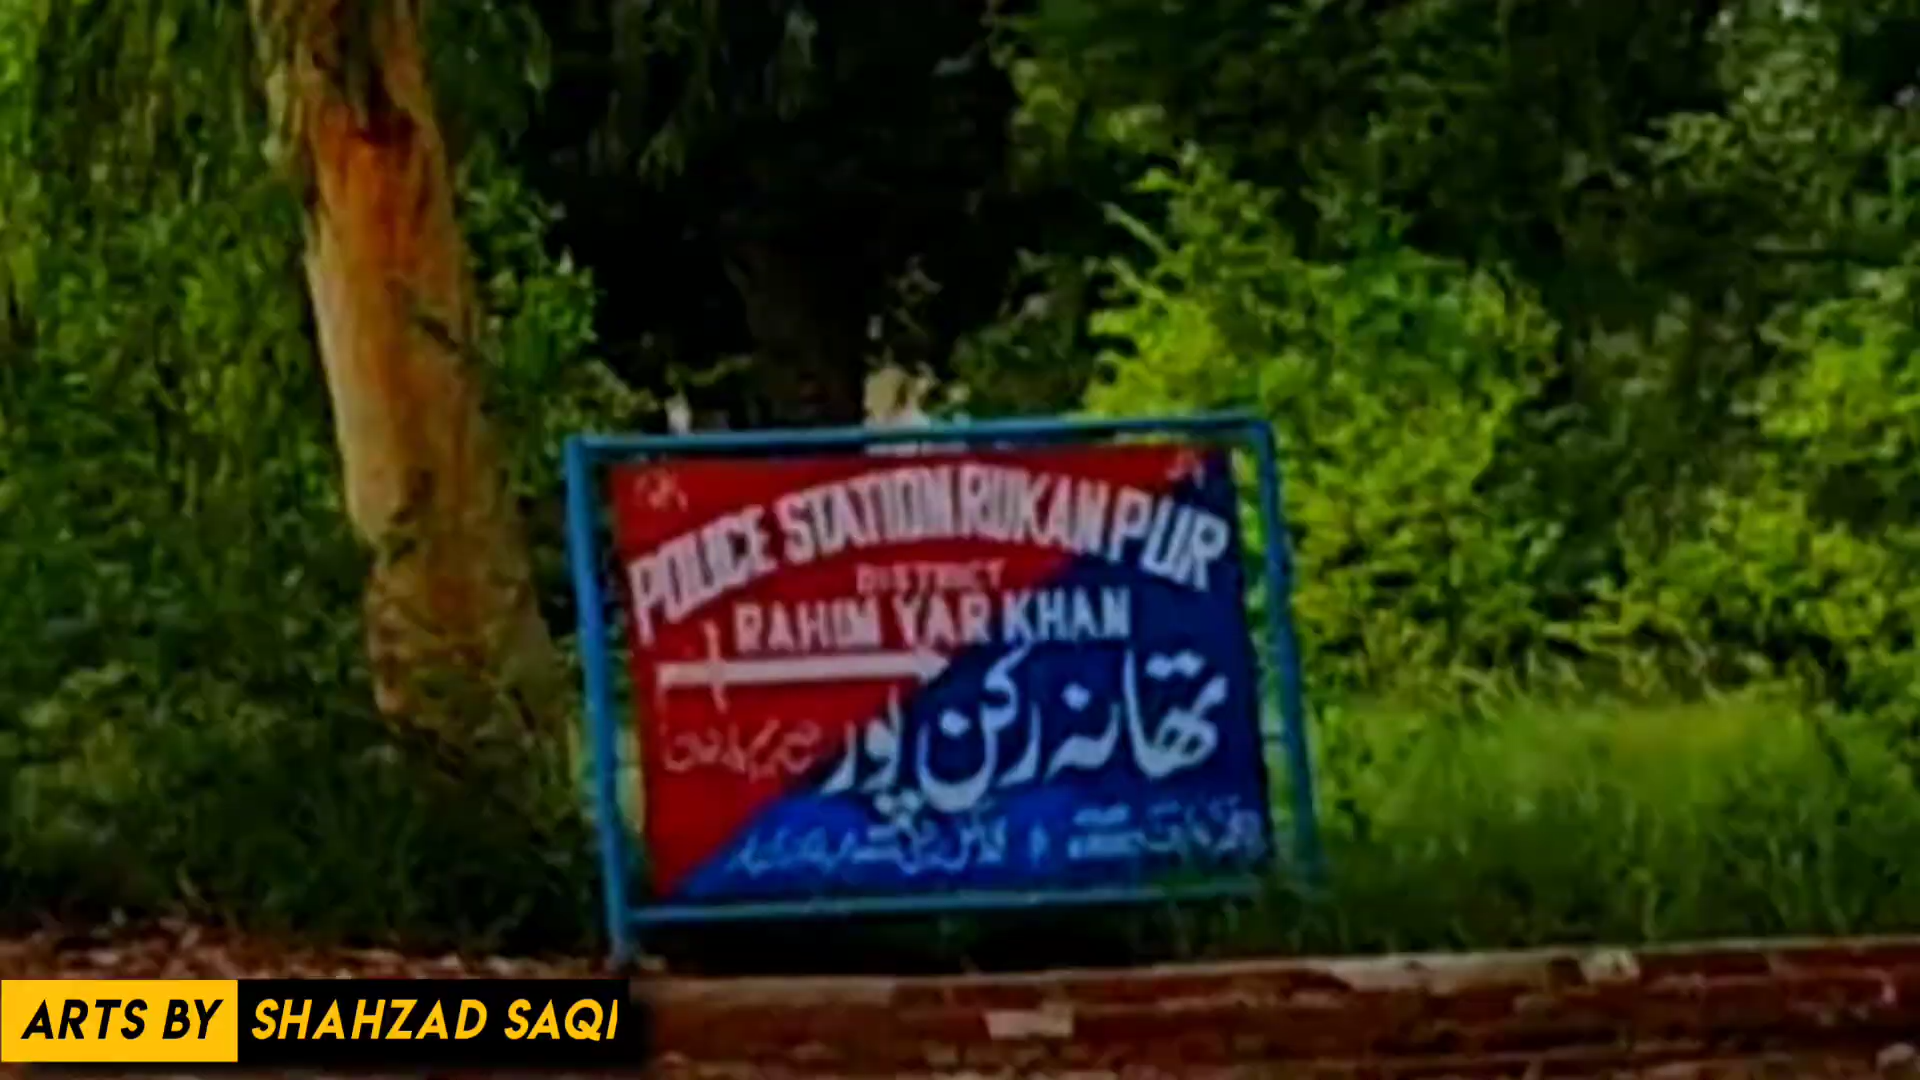 POLICE STATION RUKAN PUR
DISTRICT
RAHIM YAR KHAN
تھانہ رکن پور
ARTS BY SHAHZAD SAQI